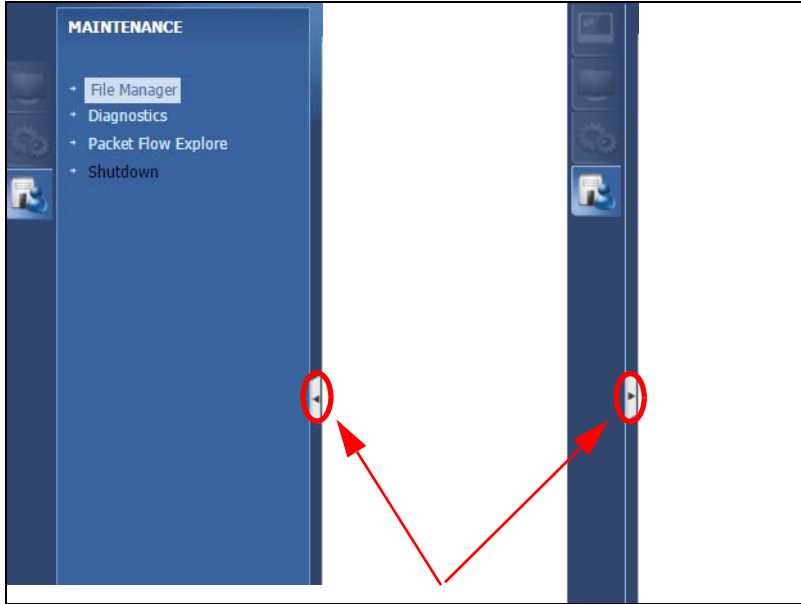 MAINTENANCE
File Manager
Diagnostics
Packet Flow Explore
Shutdown